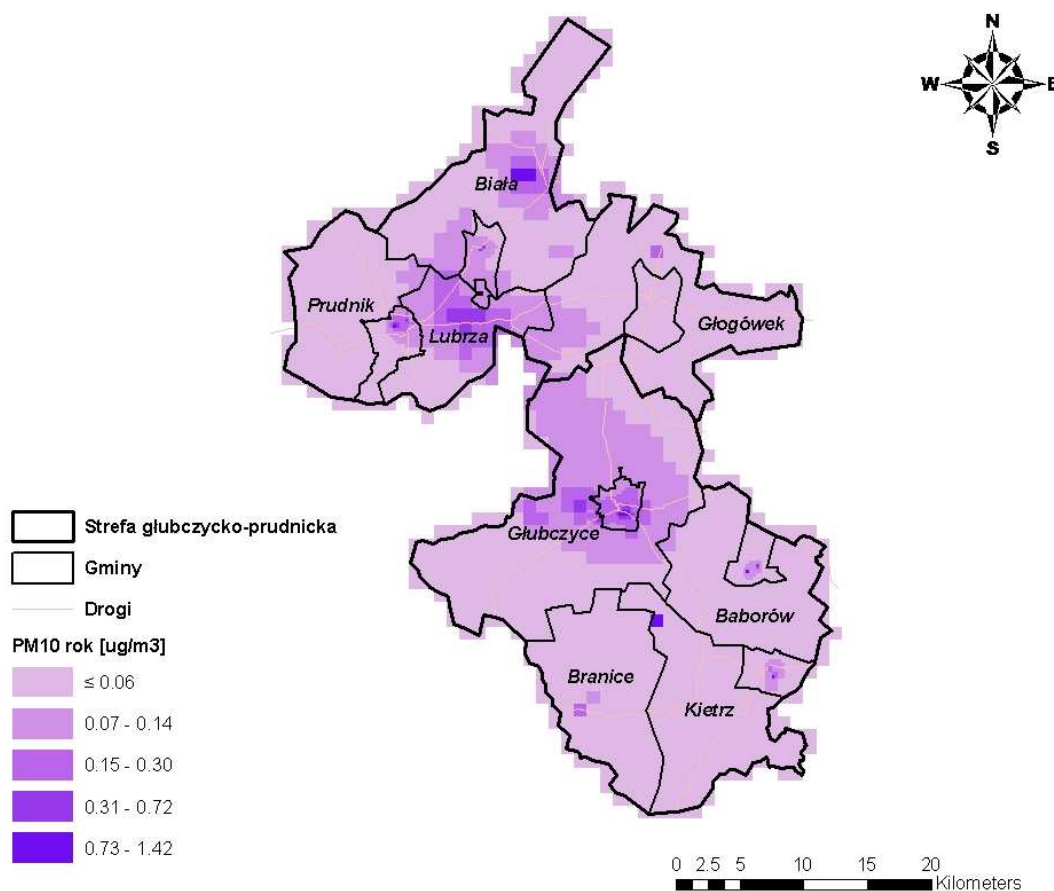 N
W E
S
Biała
Prudnik
Lubrza
Głogówek
Głubczyce
Baborów
Branice
Kietrz
Strefa głubczycko-prudnicka
Gminy
Drogi
PM10 rok [ug/m3]
≤ 0.06
0.07 - 0.14
0.15 - 0.30
0.31 - 0.72
0.73 - 1.42
0 2.5 5 10 15 20
Kilometers